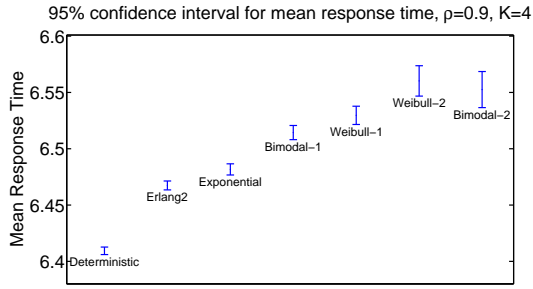 95% confidence interval for mean response time, ρ=0.9, K=4
6.6
6.55
6.5
6.45
6.4
Mean Response Time
Deterministic
Erlang2
Exponential
Bimodal−1
Weibull−1
Weibull−2
Bimodal−2